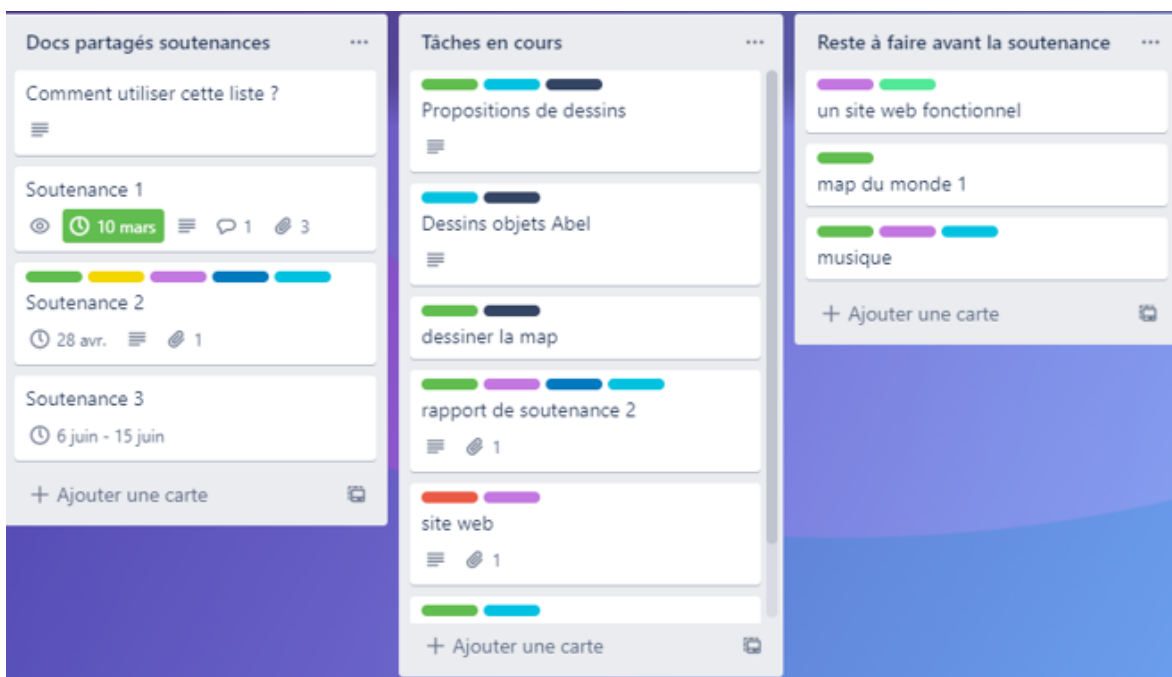 Docs partagés soutenances
Comment utiliser cette liste ?
Soutenance 1
10 mars 1 3
Soutenance 2
28 avr. 1
Soutenance 3
6 juin - 15 juin
+ Ajouter une carte
Tâches en cours
Propositions de dessins
Dessins objets Abel
dessiner la map
rapport de soutenance 2
1
site web
1
+ Ajouter une carte
Reste à faire avant la soutenance
un site web fonctionnel
map du monde 1
musique
+ Ajouter une carte